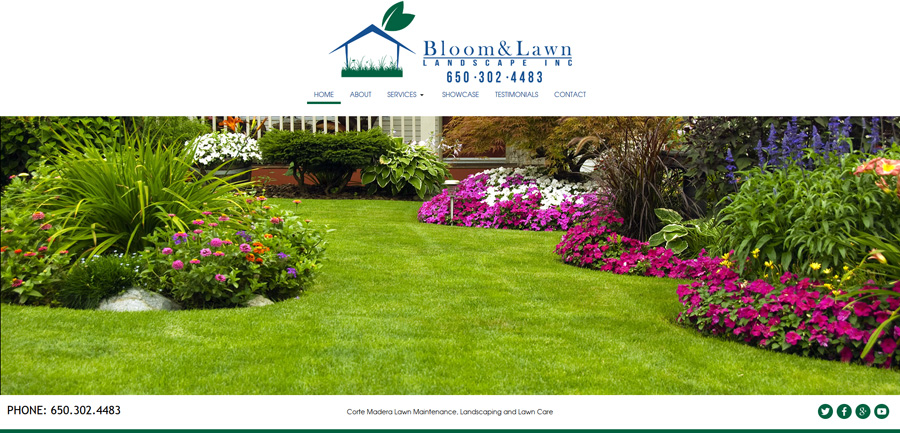 Bloom&Lawn
LANDSCAPE INC
650·302·4483
HOME ABOUT SERVICES SHOWCASE TESTIMONIALS CONTACT
PHONE: 650.302.4483 Corte Madera Lawn Maintenance, Landscaping and Lawn Care